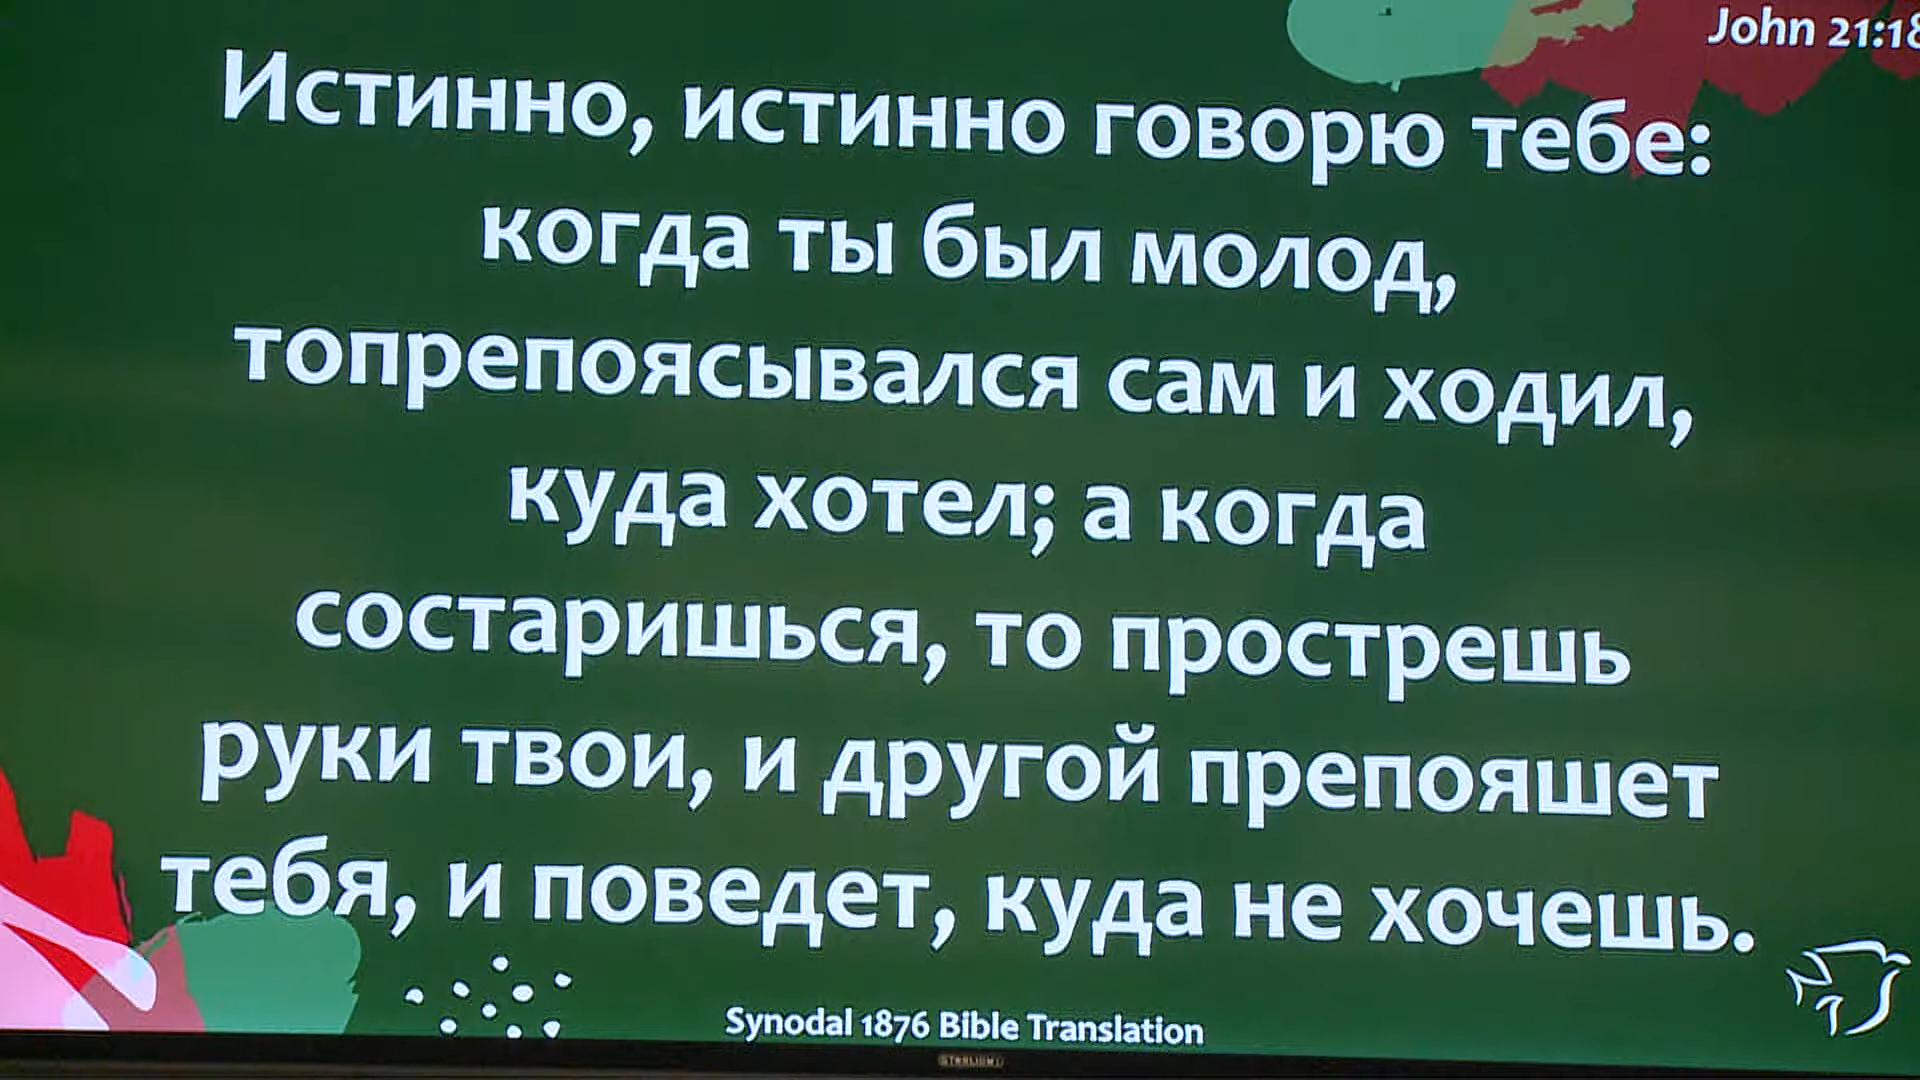 John 21:18
Истинно, истинно говорю тебе:
когда ты был молод,
топрепоясывался сам и ходил,
куда хотел; а когда
состаришься, то прострешь
руки твои, и другой препояшет
тебя, и поведет, куда не хочешь.
Synodal 1876 Bible Translation